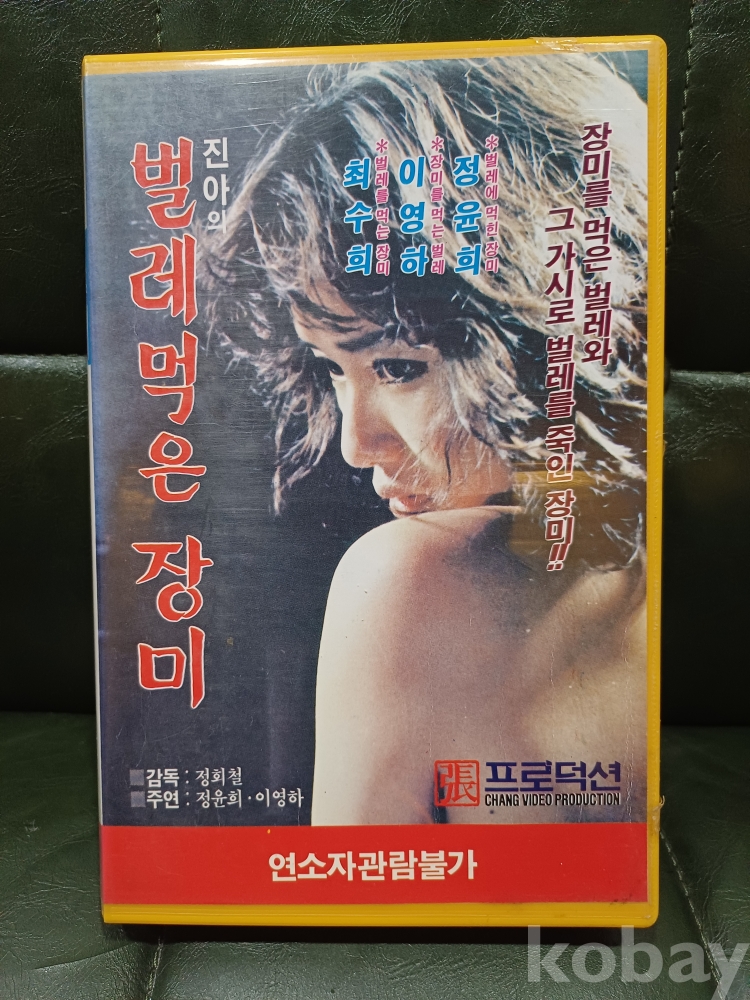 진아의
벌레먹은 장미
*벌레를 먹는 장미
최수희
*장미를 먹는 벌레
이영하
*벌레에 먹힌 장미
정윤희
장미를 먹은 벌레와
그 가시로 벌레를 죽인 장미!!
감독 : 정회철
주연 : 정윤희·이영하
張 프로덕션
CHANG VIDEO PRODUCTION
연소자관람불가
kobay